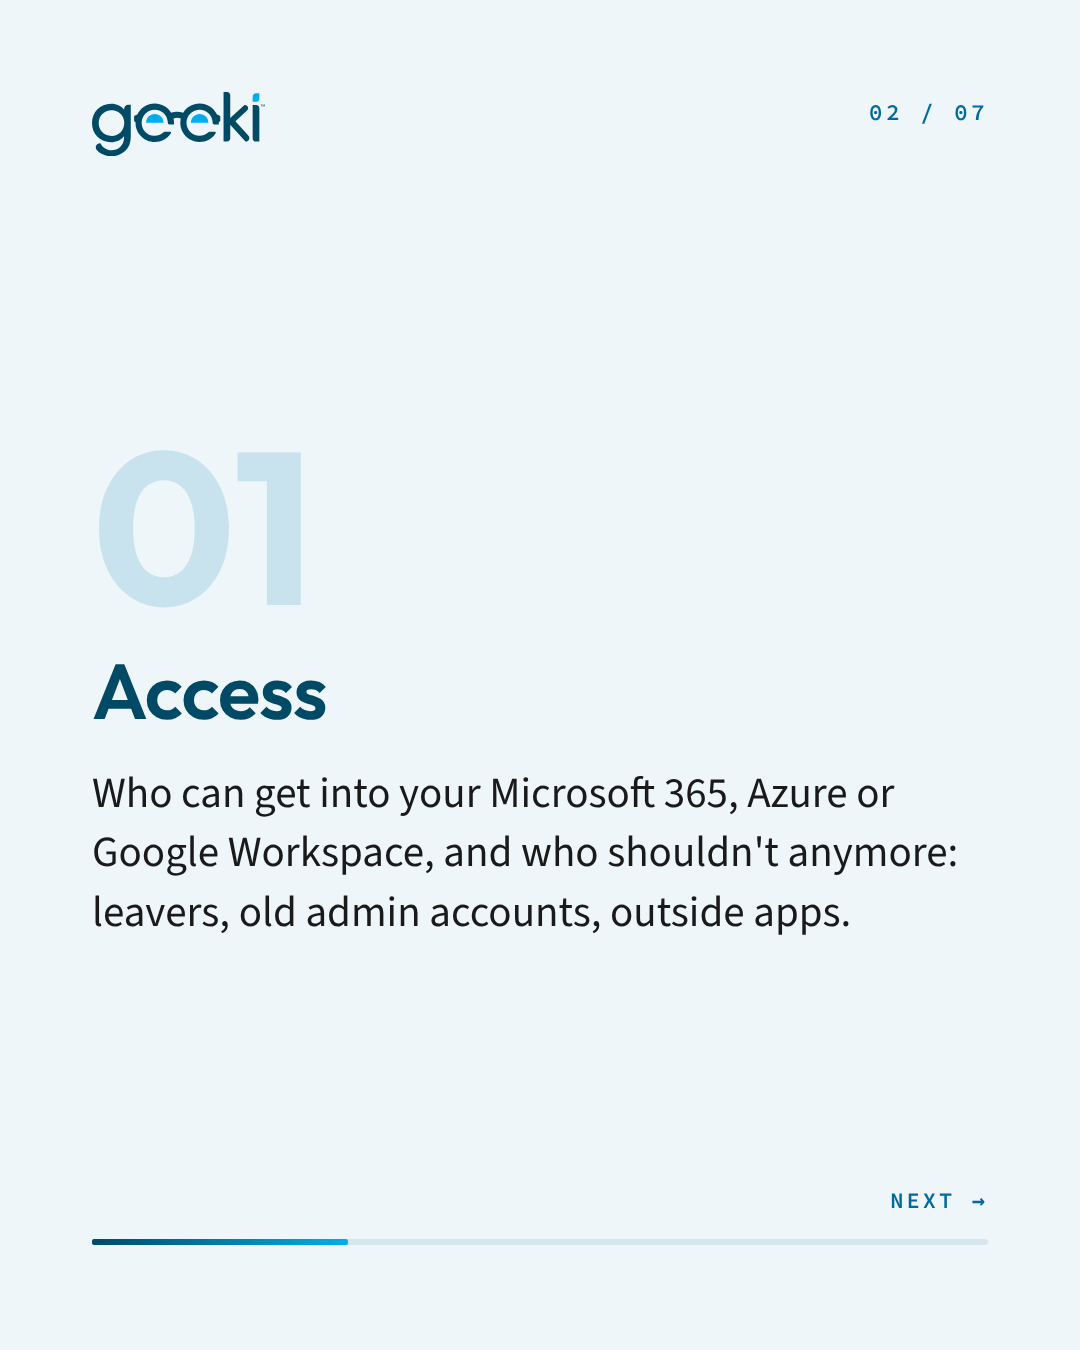 geeki
02 / 07
01
Access
Who can get into your Microsoft 365, Azure or
Google Workspace, and who shouldn't anymore:
leavers, old admin accounts, outside apps.
NEXT →